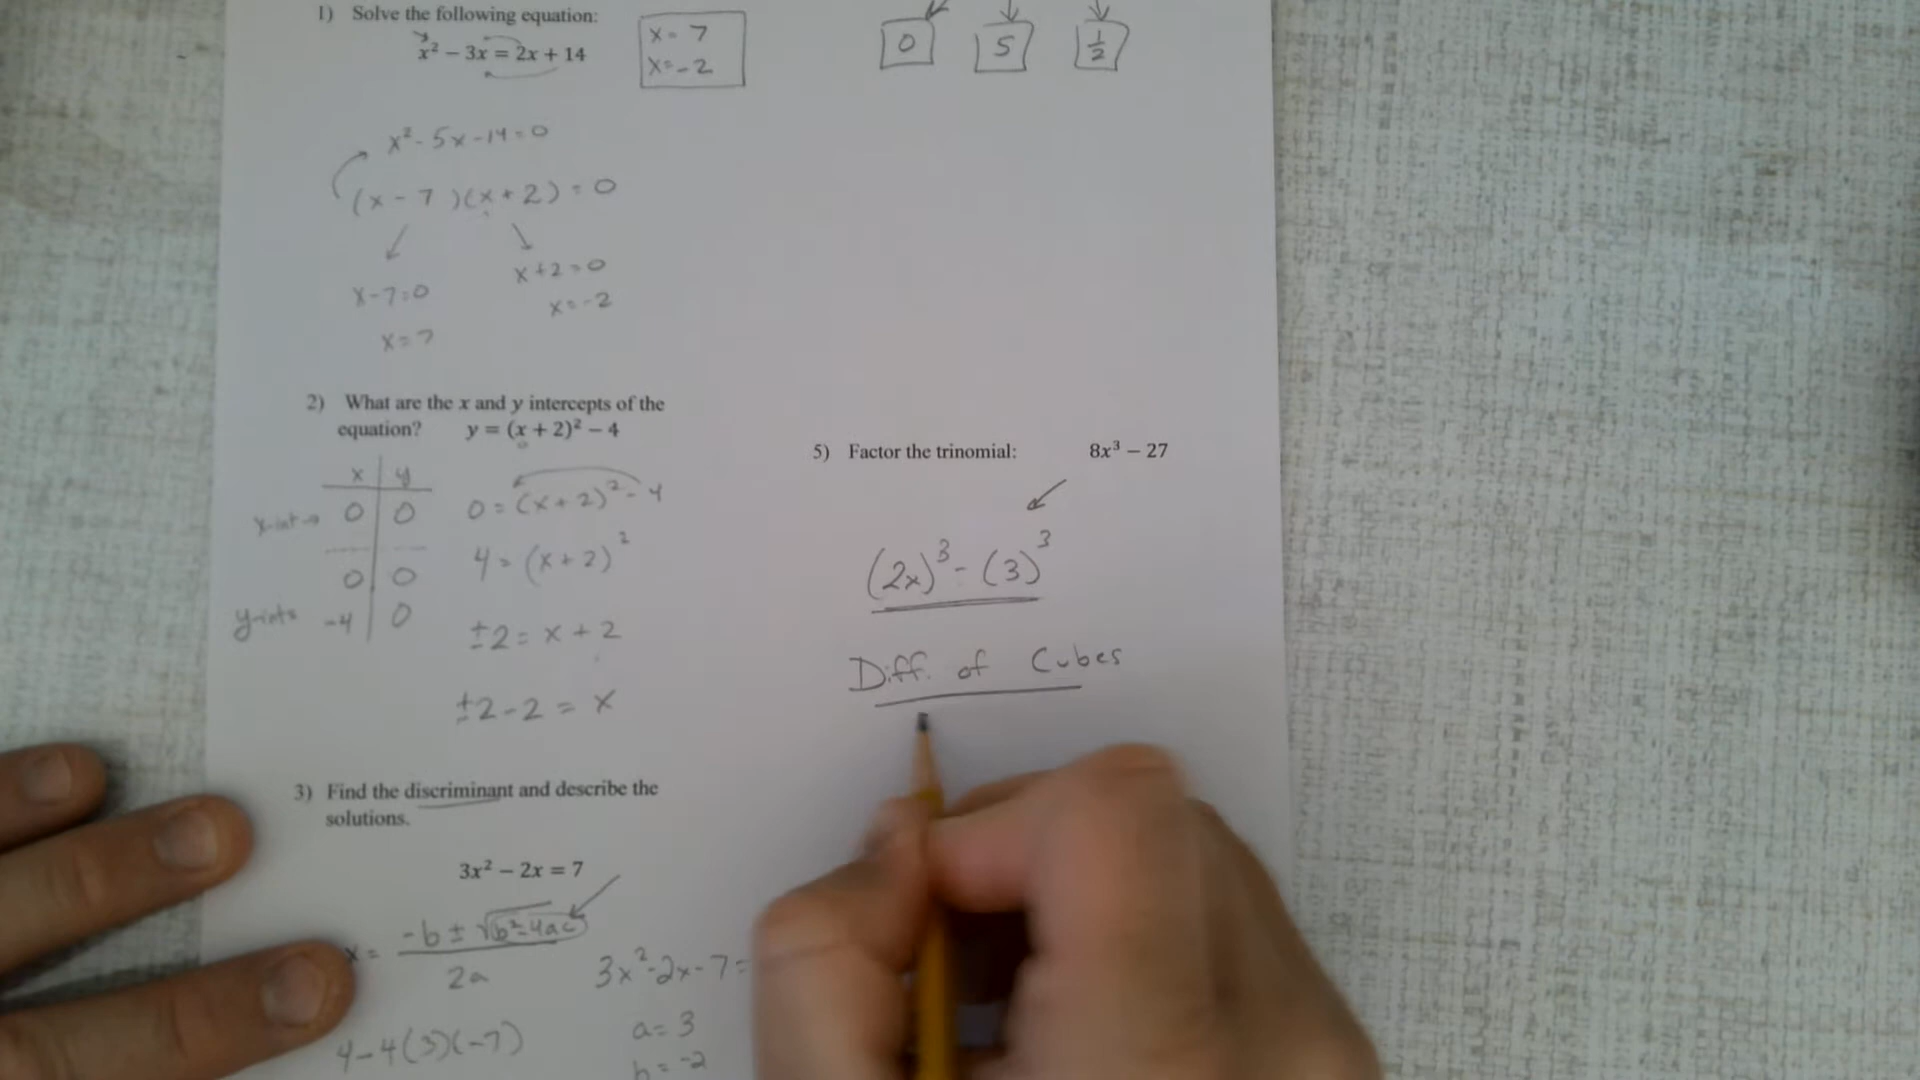 1) Solve the following equation:
x² − 3x = 2x + 14
x = 7
x = -2
x² - 5x - 14 = 0
(x - 7)(x + 2) = 0
x - 7 = 0
x = 7
x + 2 = 0
x = -2
2) What are the x and y intercepts of the
equation? y = (x + 2)² − 4
x y
x-int→ 0 0
0 0
y-int→ -4 0
0 = (x + 2)² - 4
4 = (x + 2)²
±2 = x + 2
±2 - 2 = x
3) Find the discriminant and describe the
solutions.
3x² − 2x = 7
x = -b ± √b² - 4ac
2a
3x² - 2x - 7 =
4 - 4(3)(-7)
a = 3
b = -2
0 5 1/2
5) Factor the trinomial: 8x³ − 27
(2x)³ - (3)³
Diff. of Cubes